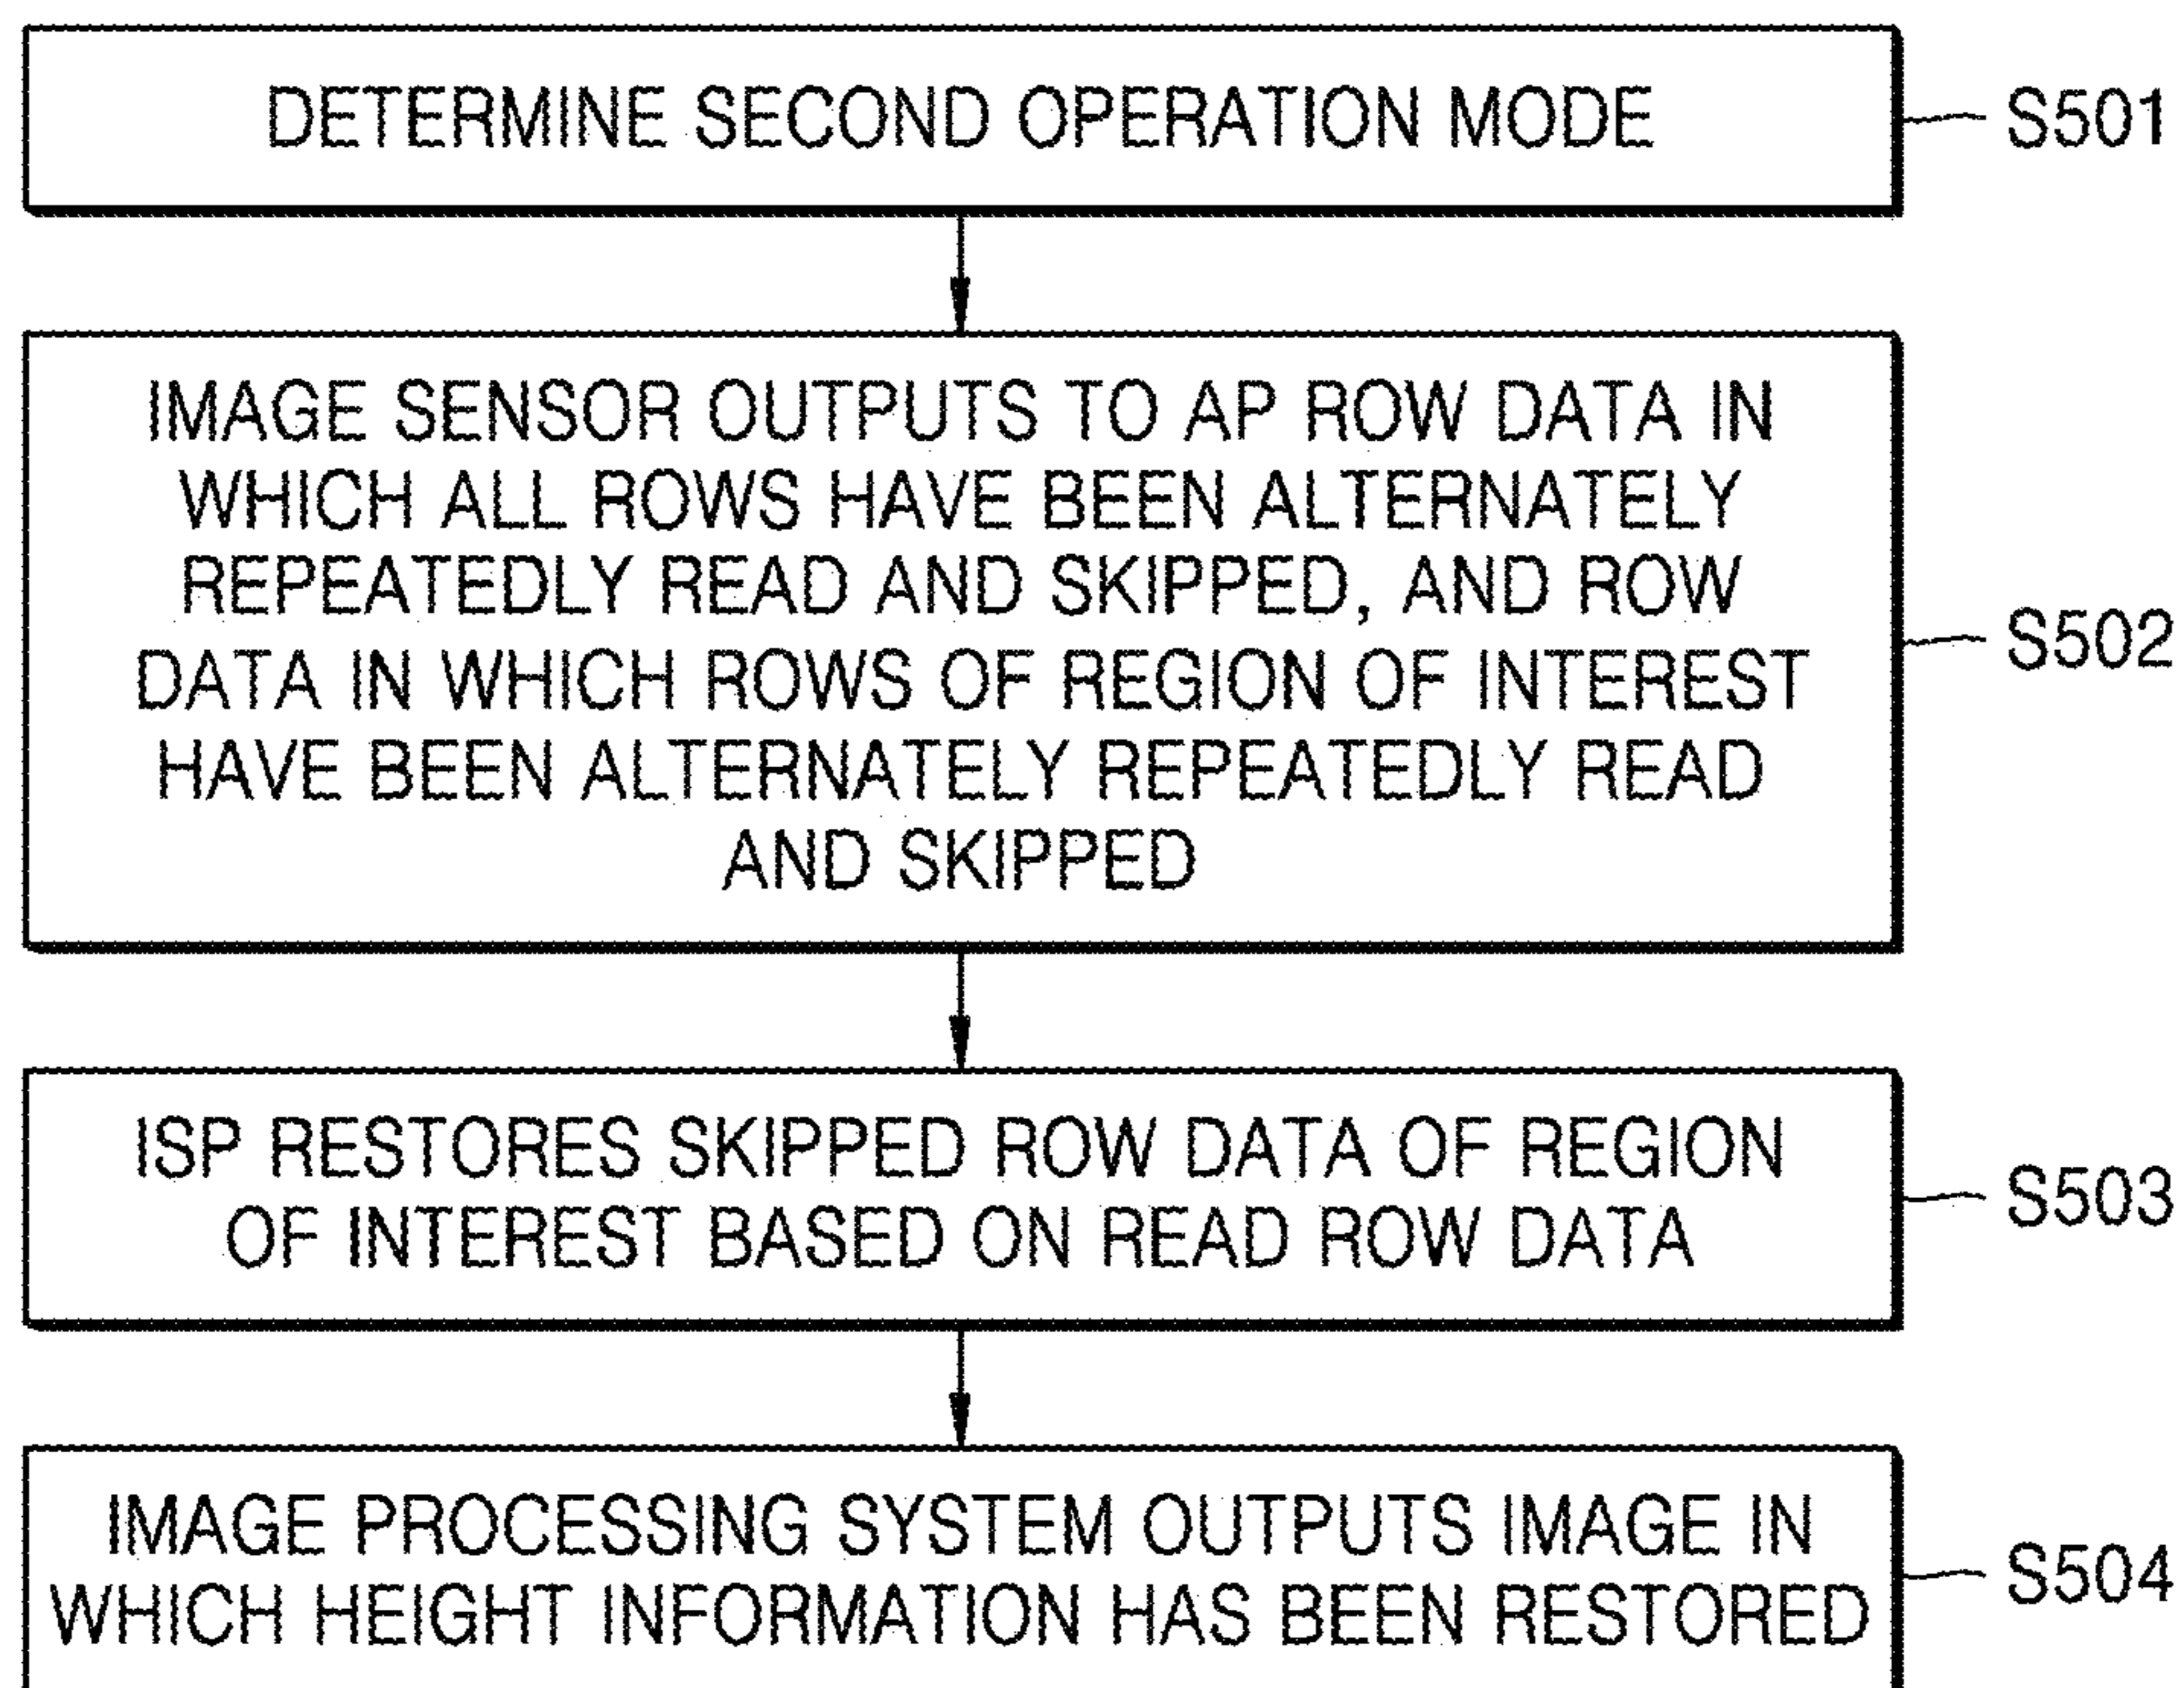 DETERMINE SECOND OPERATION MODE
S501
IMAGE SENSOR OUTPUTS TO AP ROW DATA IN
WHICH ALL ROWS HAVE BEEN ALTERNATELY
REPEATEDLY READ AND SKIPPED, AND ROW
DATA IN WHICH ROWS OF REGION OF INTEREST
HAVE BEEN ALTERNATELY REPEATEDLY READ
AND SKIPPED
S502
ISP RESTORES SKIPPED ROW DATA OF REGION
OF INTEREST BASED ON READ ROW DATA
S503
IMAGE PROCESSING SYSTEM OUTPUTS IMAGE IN
WHICH HEIGHT INFORMATION HAS BEEN RESTORED
S504